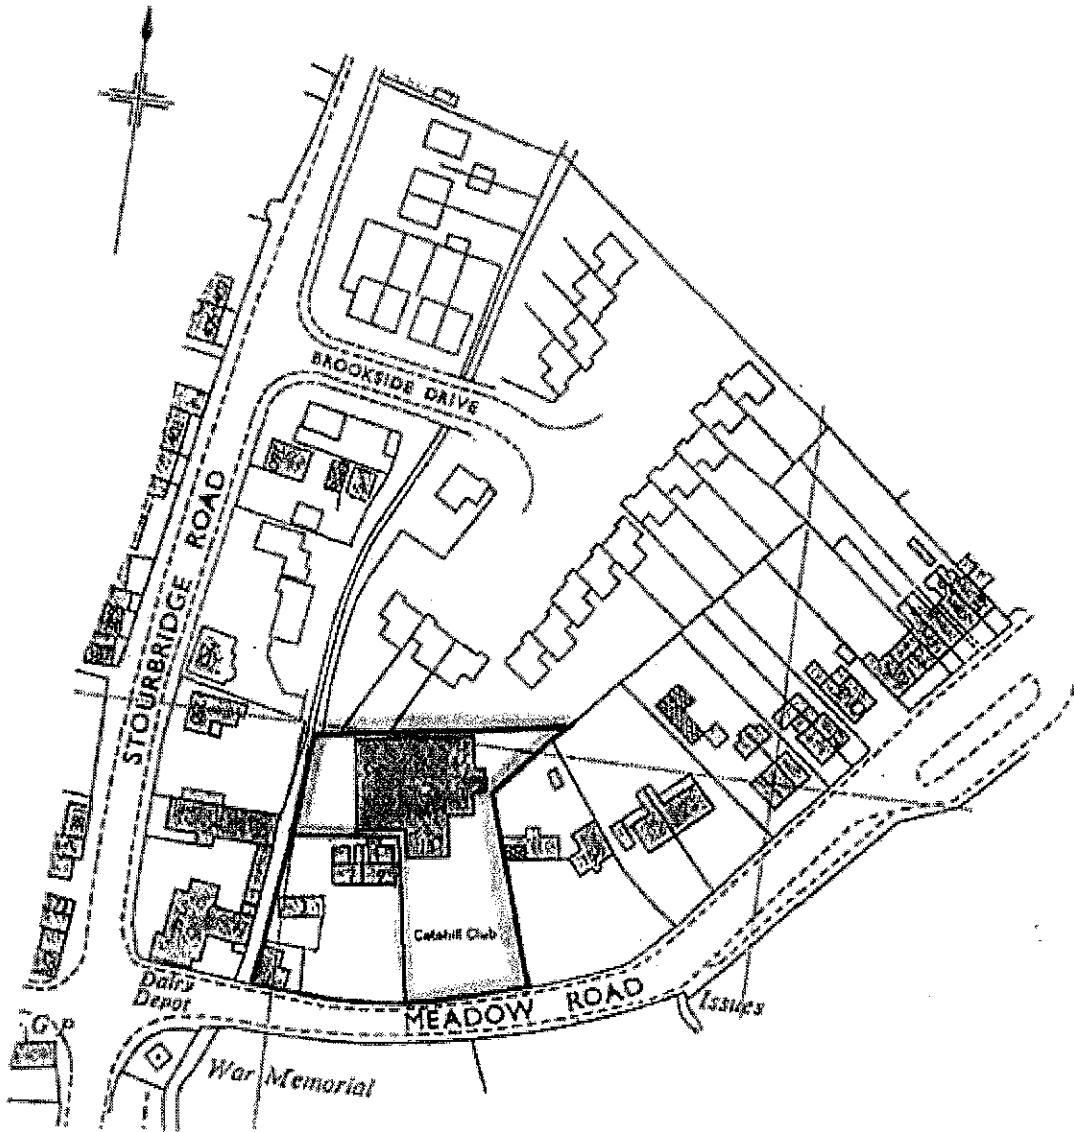 BROOKSIDE DRIVE
STOURBRIDGE ROAD
Catshill Club
Dairy
Depot
MEADOW ROAD
Issues
G P
War Memorial